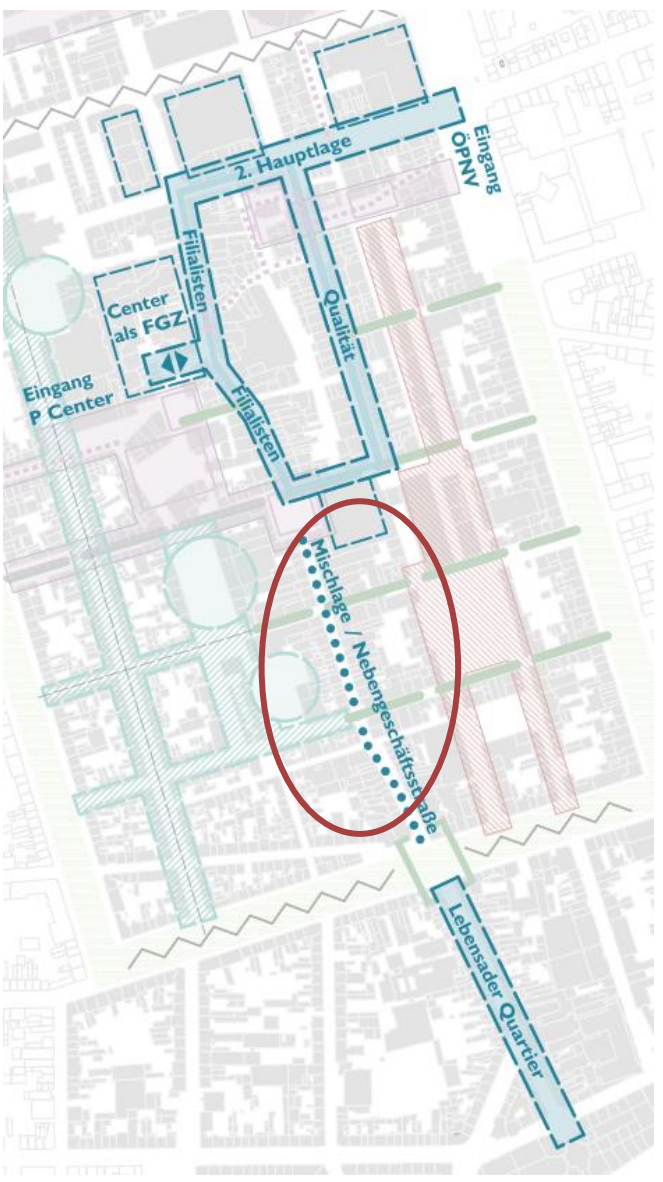 2. Hauptlage
Eingang
ÖPNV
Filialisten
Center
als FGZ
Qualität
Eingang
P Center
Filialisten
Mischlage / Nebengeschäftsstraße
Lebensader Quartier